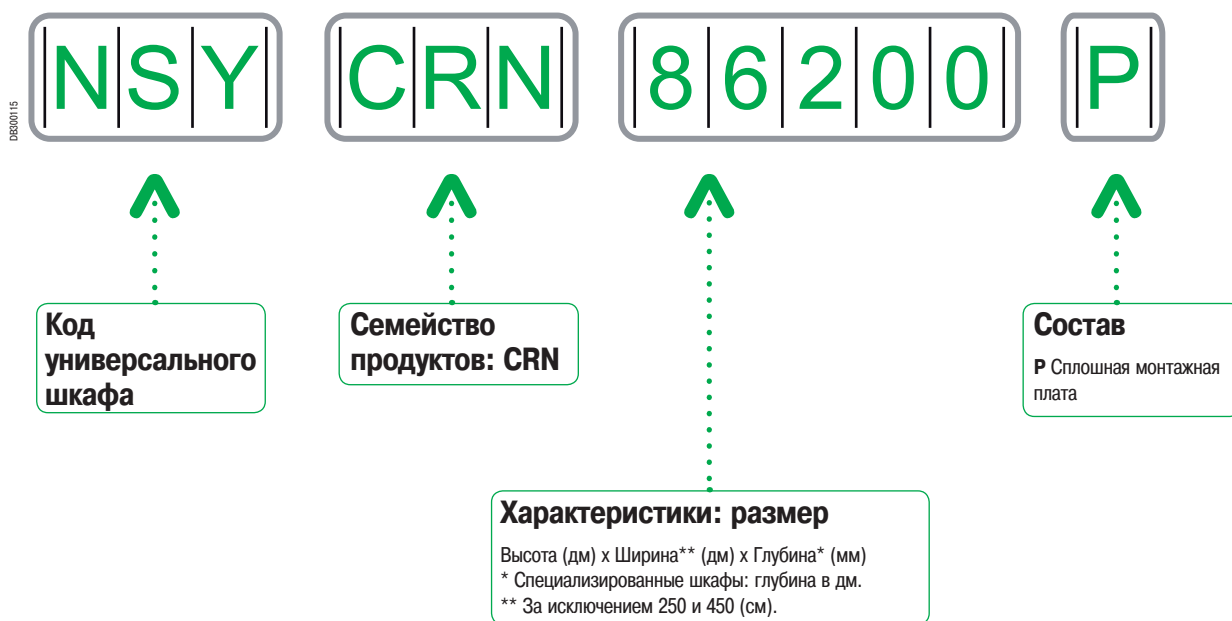 NSY CRN 86200 P
DB300115
Код
универсального
шкафа
Семейство
продуктов: CRN
Состав
P Сплошная монтажная
плата
Характеристики: размер
Высота (дм) x Ширина** (дм) x Глубина* (мм)
* Специализированные шкафы: глубина в дм.
** За исключением 250 и 450 (см).